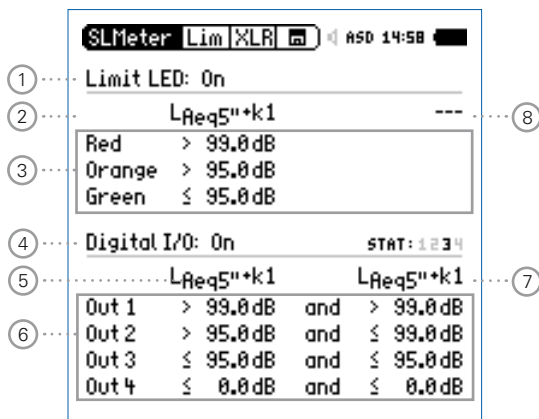 SLMeter Lim XLR ASD 14:58
1 Limit LED: On
2 LAeq5"+k1 --- 8
Red > 99.0dB
3 Orange > 95.0dB
Green ≤ 95.0dB
4 Digital I/O: On STAT: 1234
5 LAeq5"+k1 LAeq5"+k1 7
Out 1 > 99.0dB and > 99.0dB
6 Out 2 > 95.0dB and ≤ 99.0dB
Out 3 ≤ 95.0dB and ≤ 95.0dB
Out 4 ≤ 0.0dB and ≤ 0.0dB